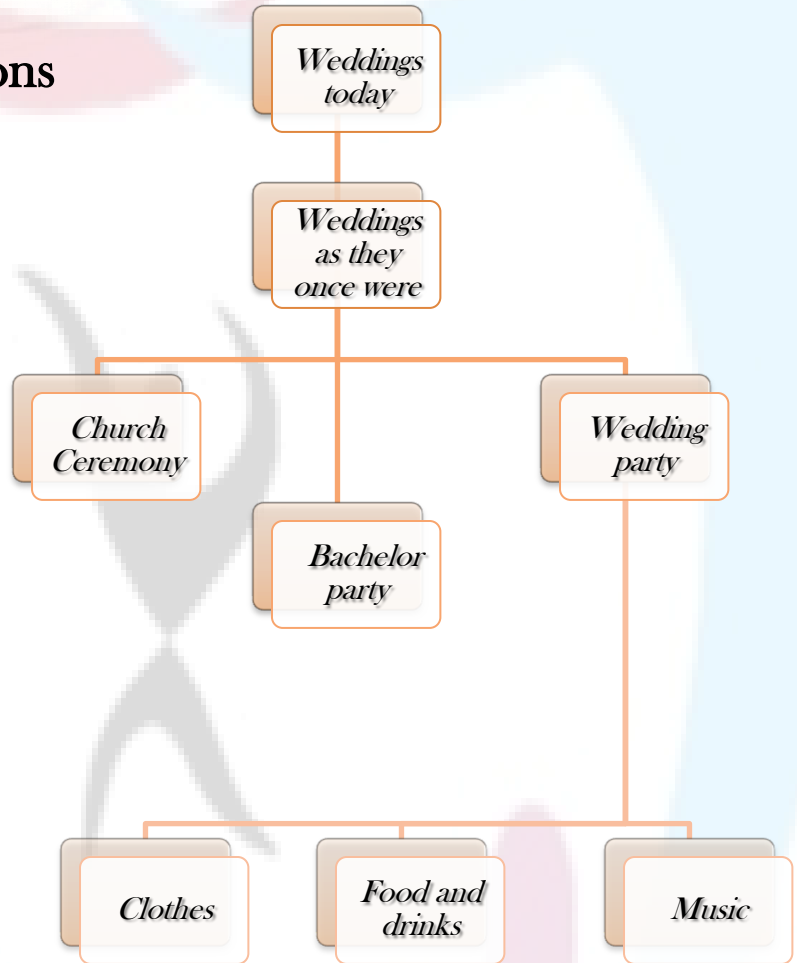 ons
Weddings
today
Weddings
as they
once were
Church
Ceremony
Wedding
party
Bachelor
party
Clothes
Food and
drinks
Music